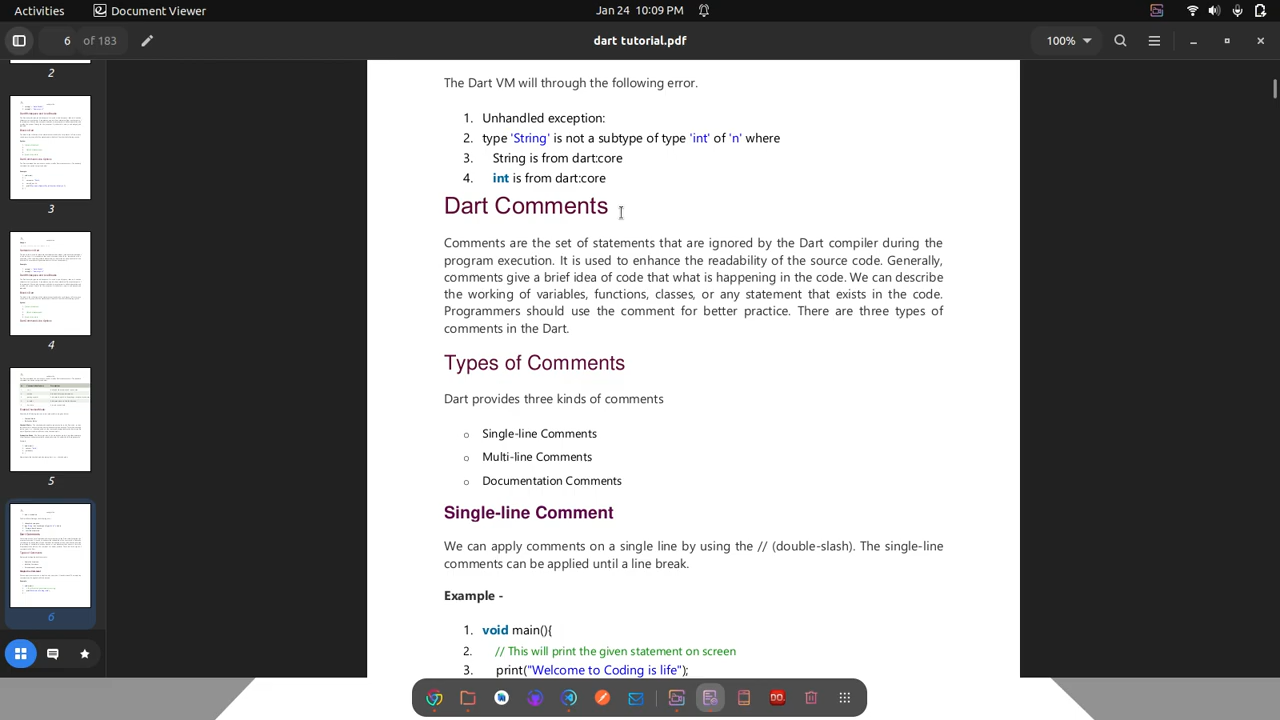 Activities
Document Viewer
Jan 24 10:09 PM
6 of 183
dart tutorial.pdf
100%
2
3
4
5
6
The Dart VM will through the following error.
Unhandled exception:
2. type 'String' is not a subtype of type 'int' of 'n' where
3. String is from dart:core
4. int is from dart:core
Dart Comments
Comments are the set of statements that are ignored by the Dart compiler during the
program execution. It is used to enhance the readability of the source code. Generally,
comments give a brief idea of code that what is happening in the code. We can describe
the working of variables, functions, classes, or any statement that exists in the code.
Programmers should use the comment for better practice. There are three types of
comments in the Dart.
Types of Comments
Dart provides three kinds of comments
Single-line Comments
o Multi-line Comments
o Documentation Comments
Single-line Comment
We can apply comments on a single line by using the // (double-slash). The single-line
comments can be applied until a line break.
Example -
1. void main(){
2. // This will print the given statement on screen
3. print("Welcome to Coding is life");